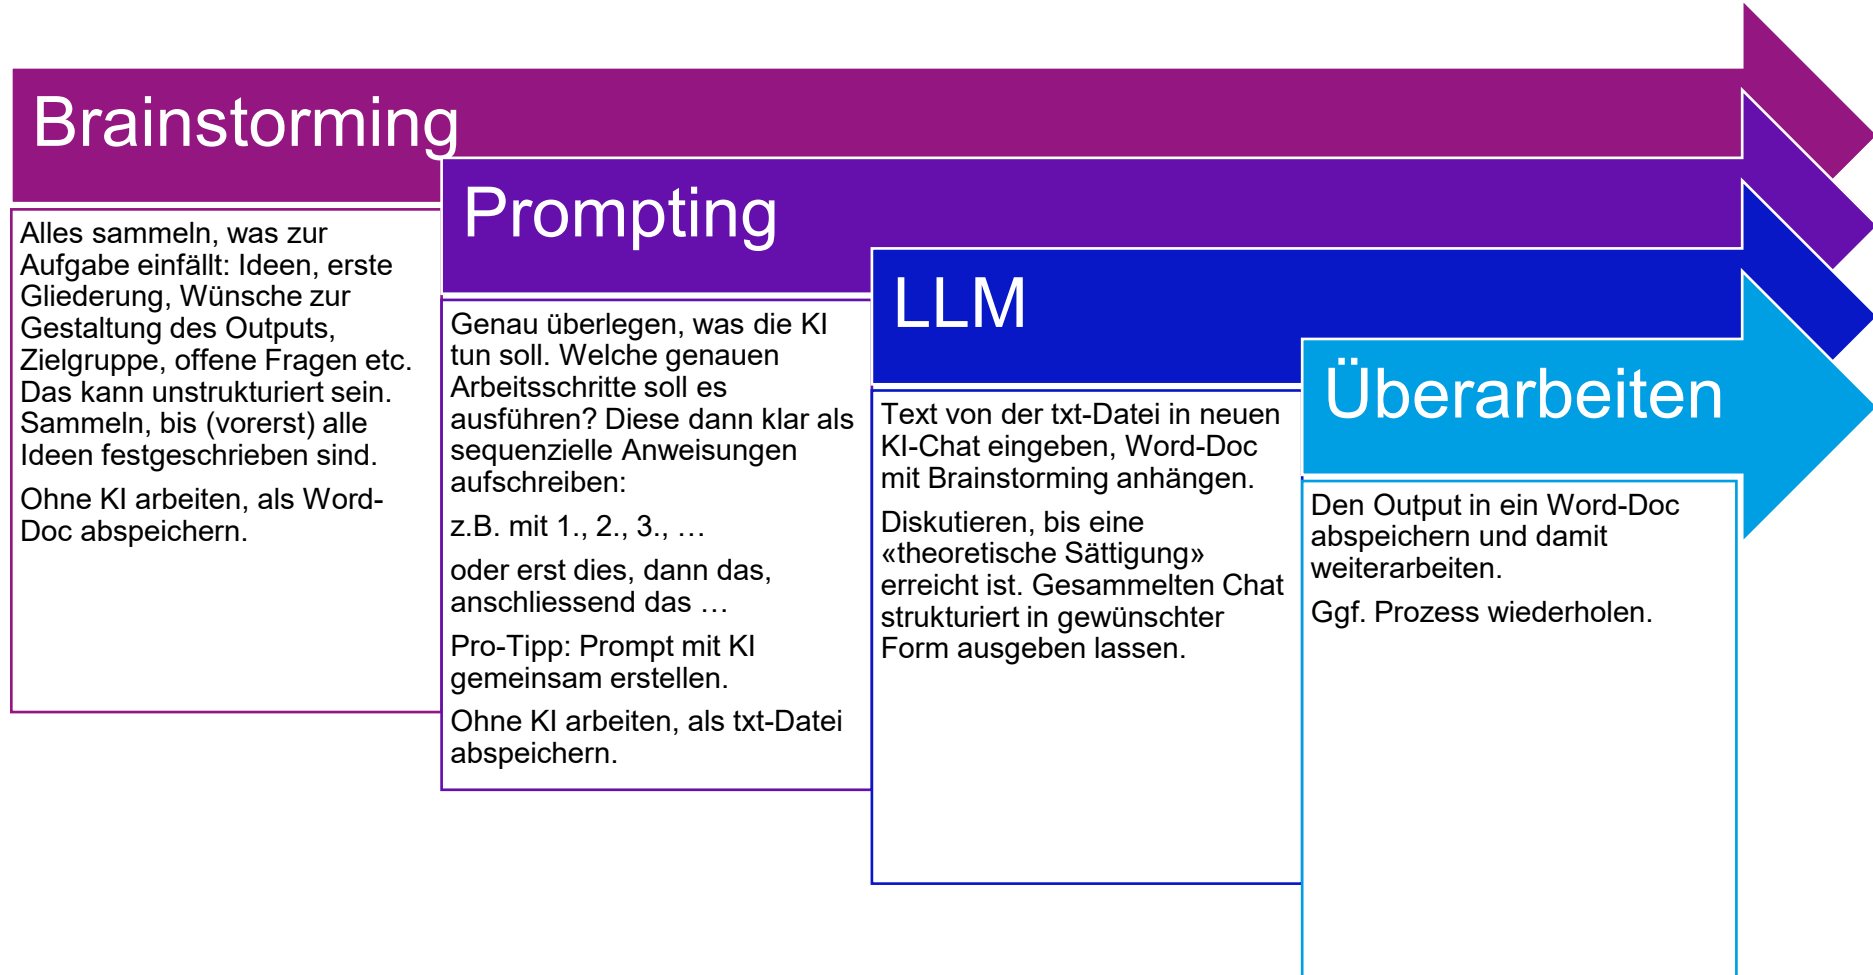 Brainstorming
Alles sammeln, was zur
Aufgabe einfällt: Ideen, erste
Gliederung, Wünsche zur
Gestaltung des Outputs,
Zielgruppe, offene Fragen etc.
Das kann unstrukturiert sein.
Sammeln, bis (vorerst) alle
Ideen festgeschrieben sind.
Ohne KI arbeiten, als Word-
Doc abspeichern.
Prompting
Genau überlegen, was die KI
tun soll. Welche genauen
Arbeitsschritte soll es
ausführen? Diese dann klar als
sequenzielle Anweisungen
aufschreiben:
z.B. mit 1., 2., 3., …
oder erst dies, dann das,
anschliessend das …
Pro-Tipp: Prompt mit KI
gemeinsam erstellen.
Ohne KI arbeiten, als txt-Datei
abspeichern.
LLM
Text von der txt-Datei in neuen
KI-Chat eingeben, Word-Doc
mit Brainstorming anhängen.
Diskutieren, bis eine
«theoretische Sättigung»
erreicht ist. Gesammelten Chat
strukturiert in gewünschter
Form ausgeben lassen.
Überarbeiten
Den Output in ein Word-Doc
abspeichern und damit
weiterarbeiten.
Ggf. Prozess wiederholen.